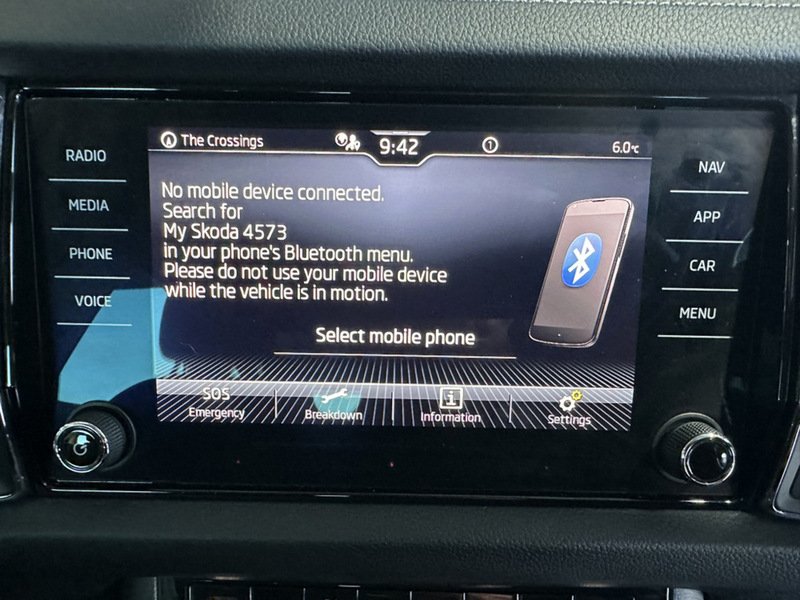 The Crossings 9:42 1 6.0°C
RADIO
MEDIA
PHONE
VOICE
No mobile device connected.
Search for
My Skoda 4573
in your phone's Bluetooth menu.
Please do not use your mobile device
while the vehicle is in motion.
Select mobile phone
SOS
Emergency
Breakdown
i
Information
Settings
NAV
APP
CAR
MENU